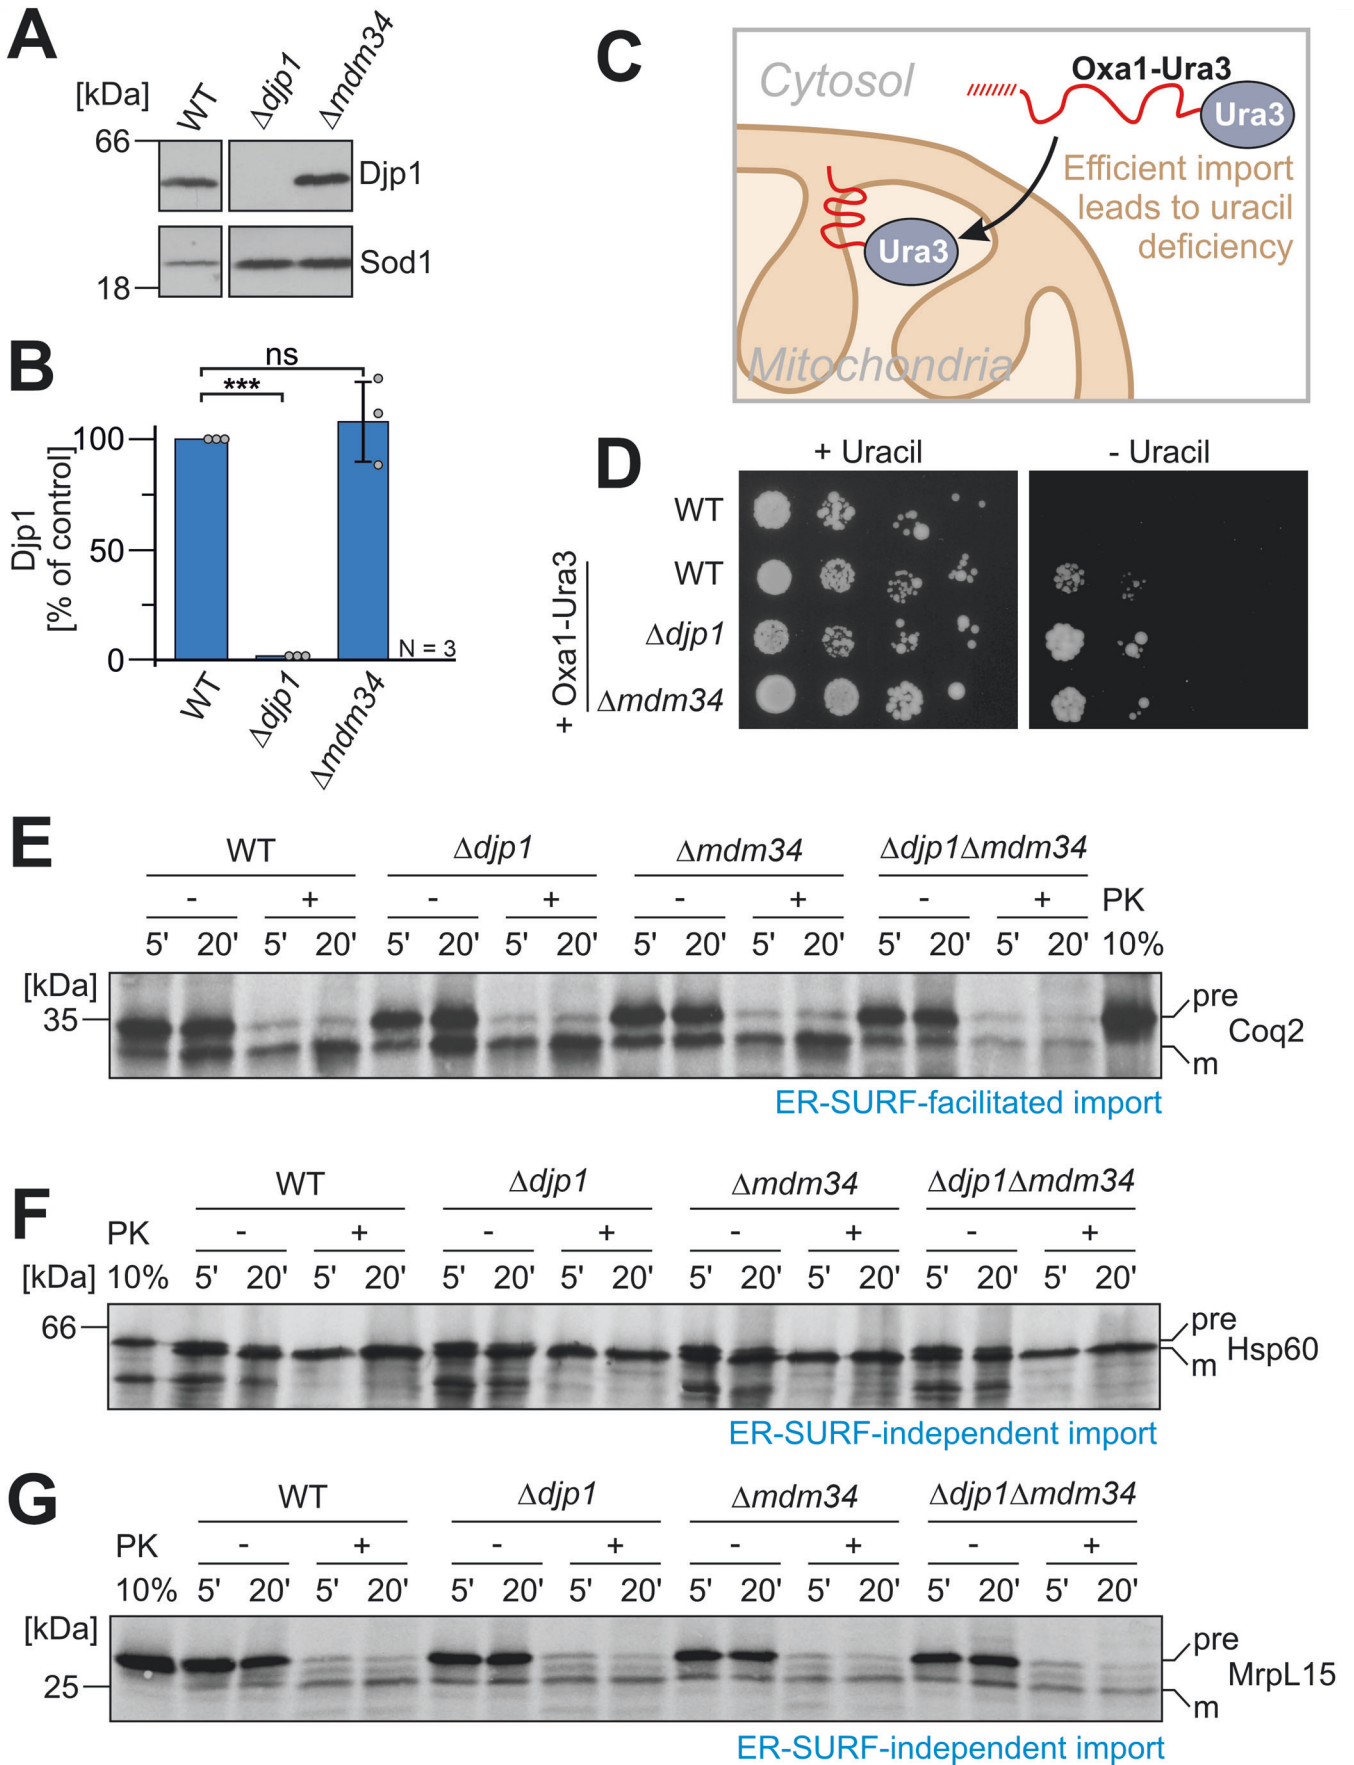 A
[kDa]
WT
Δdjp1
Δmdm34
66
Djp1
Sod1
18
B
ns
***
Djp1
[% of control]
100
50
0
N = 3
WT
Δdjp1
Δmdm34
C
Cytosol
Oxa1-Ura3
Ura3
Efficient import
leads to uracil
deficiency
Ura3
Mitochondria
D
+ Uracil
- Uracil
WT
+ Oxa1-Ura3
WT
Δdjp1
Δmdm34
E
WT Δdjp1 Δmdm34 Δdjp1Δmdm34
- + - + - + - + PK
5' 20' 5' 20' 5' 20' 5' 20' 5' 20' 5' 20' 5' 20' 5' 20' 10%
[kDa]
35
pre
Coq2
m
ER-SURF-facilitated import
F
WT Δdjp1 Δmdm34 Δdjp1Δmdm34
PK - + - + - + - +
[kDa] 10% 5' 20' 5' 20' 5' 20' 5' 20' 5' 20' 5' 20' 5' 20' 5' 20'
66
pre
Hsp60
m
ER-SURF-independent import
G
WT Δdjp1 Δmdm34 Δdjp1Δmdm34
PK - + - + - + - +
10% 5' 20' 5' 20' 5' 20' 5' 20' 5' 20' 5' 20' 5' 20' 5' 20'
[kDa]
25
pre
MrpL15
m
ER-SURF-independent import